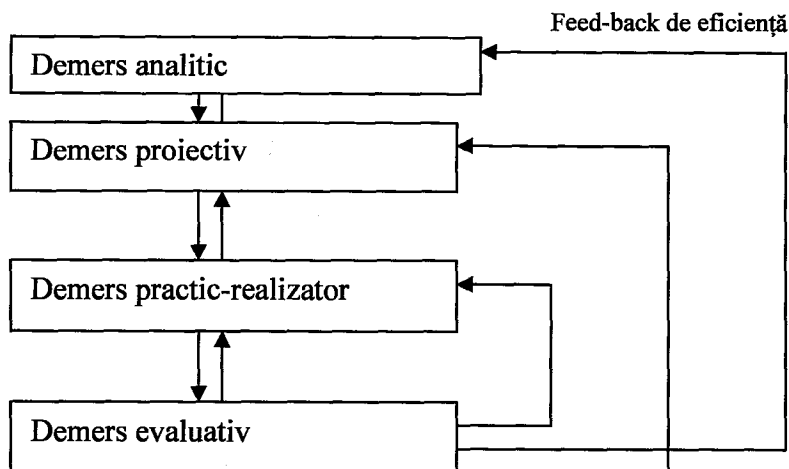 Feed-back de eficiență
Demers analitic
Demers proiectiv
Demers practic-realizator
Demers evaluativ